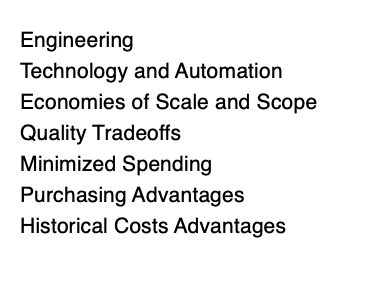 Engineering
Technology and Automation
Economies of Scale and Scope
Quality Tradeoffs
Minimized Spending
Purchasing Advantages
Historical Costs Advantages